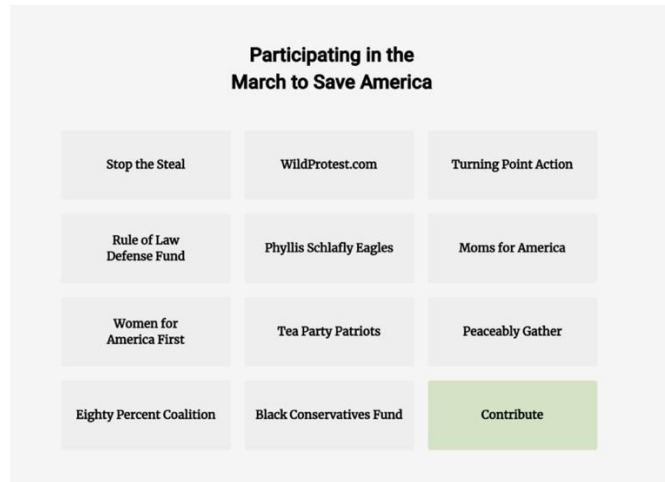 Participating in the
March to Save America
Stop the Steal
WildProtest.com
Turning Point Action
Rule of Law
Defense Fund
Phyllis Schlafly Eagles
Moms for America
Women for
America First
Tea Party Patriots
Peaceably Gather
Eighty Percent Coalition
Black Conservatives Fund
Contribute